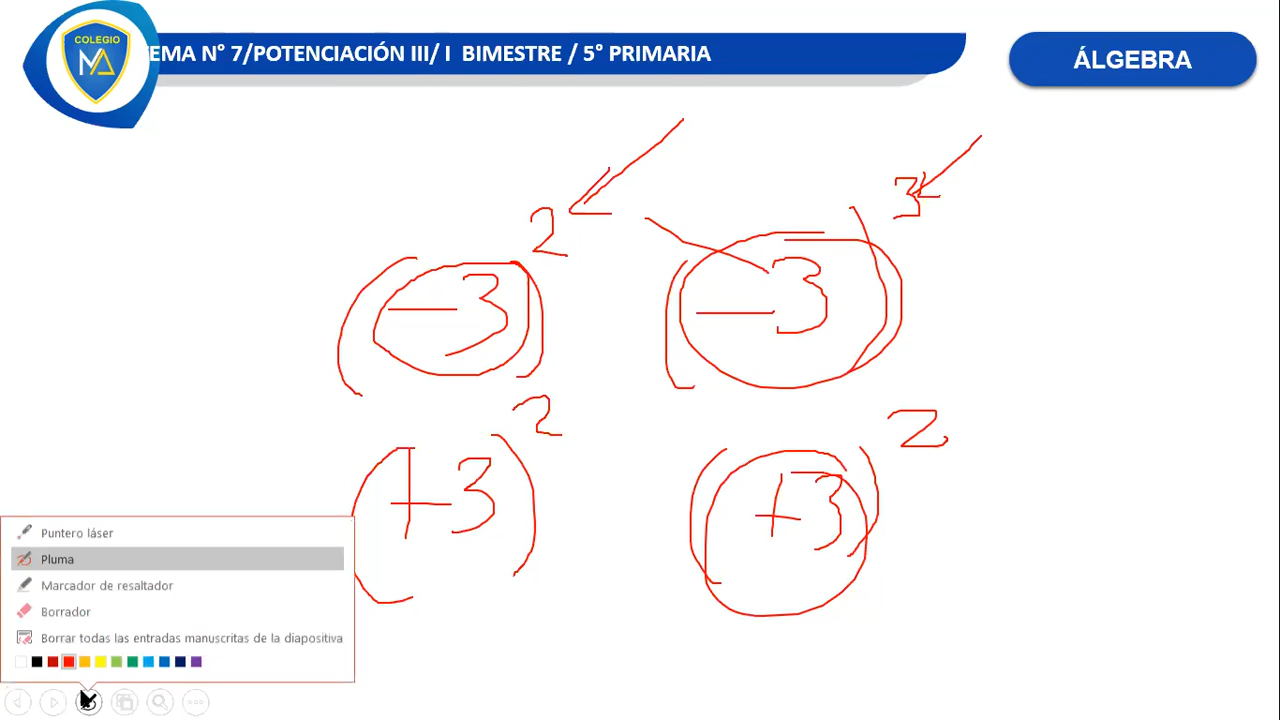 COLEGIO
MA
TEMA N° 7/POTENCIACIÓN III/ I BIMESTRE / 5° PRIMARIA
ÁLGEBRA
(-3)² (-3)³
(+3)² (+3)²
Puntero láser
Pluma
Marcador de resaltador
Borrador
Borrar todas las entradas manuscritas de la diapositiva